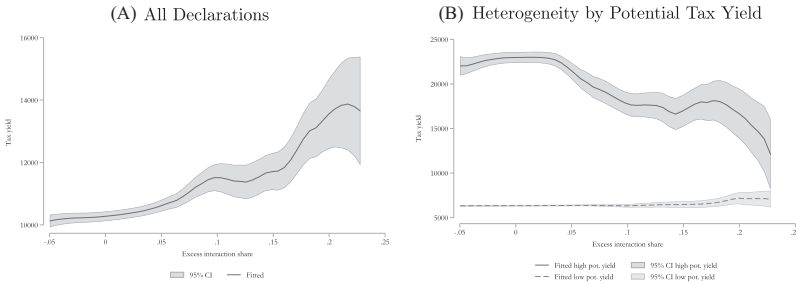 (A) All Declarations
16000
14000
12000
10000
Tax yield
-.05 0 .05 .1 .15 .2 .25
Excess interaction share
95% CI Fitted
(B) Heterogeneity by Potential Tax Yield
25000
20000
15000
10000
5000
Tax yield
-.05 0 .05 .1 .15 .2 .2
Excess interaction share
Fitted high pot. yield 95% CI high pot. yield
Fitted low pot. yield 95% CI low pot. yield